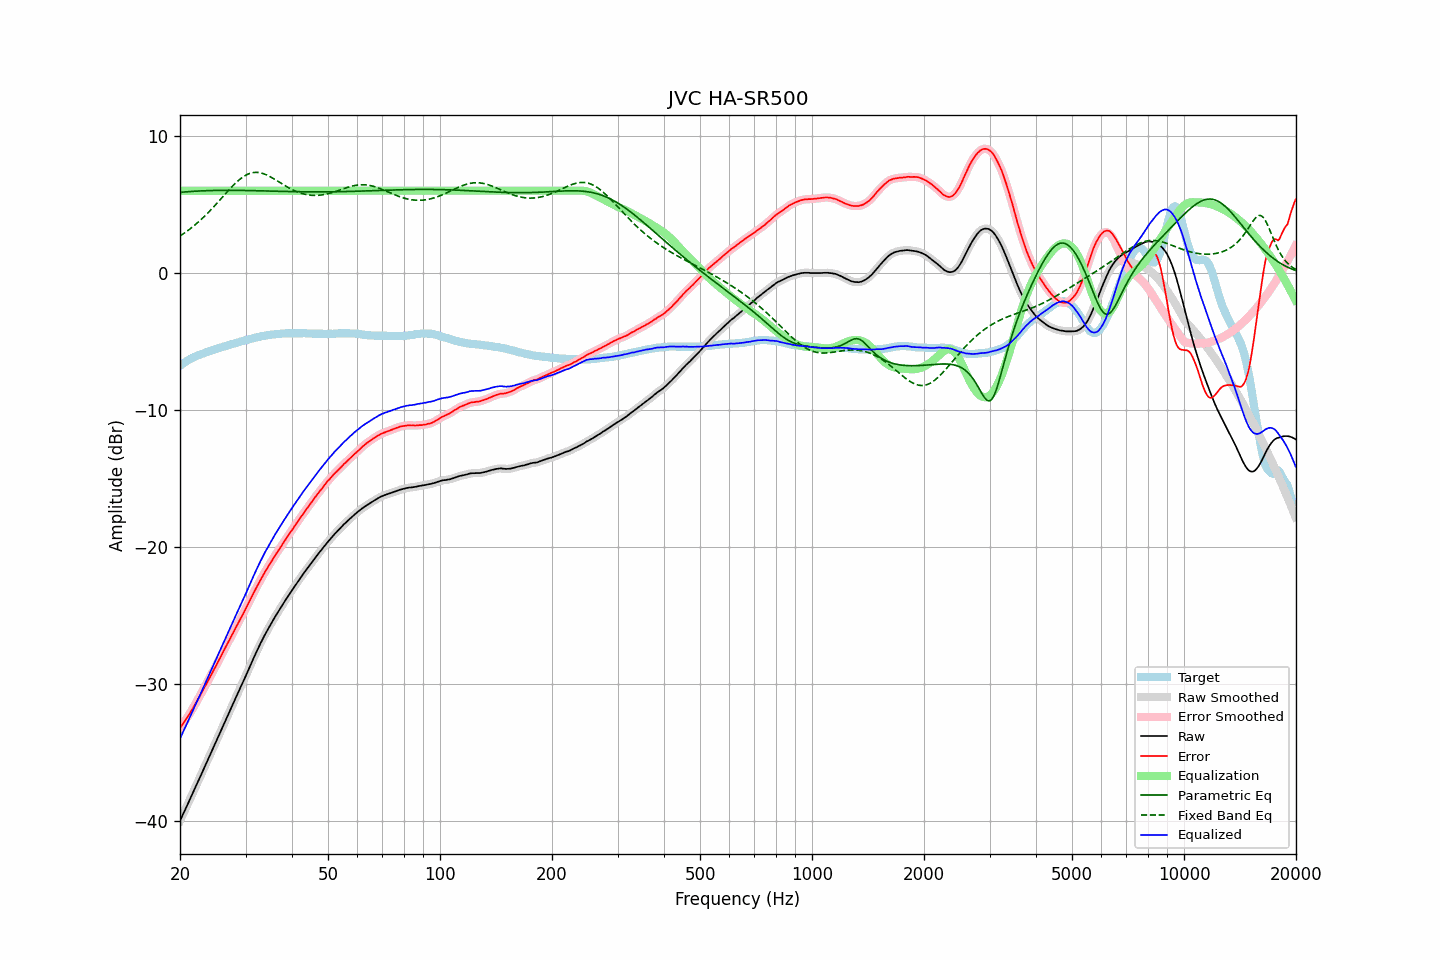 JVC HA-SR500
10
0
−10
−20
−30
−40
Amplitude (dBr)
20
50
100
200
500
1000
2000
5000
10000
20000
Frequency (Hz)
Target
Raw Smoothed
Error Smoothed
Raw
Error
Equalization
Parametric Eq
Fixed Band Eq
Equalized